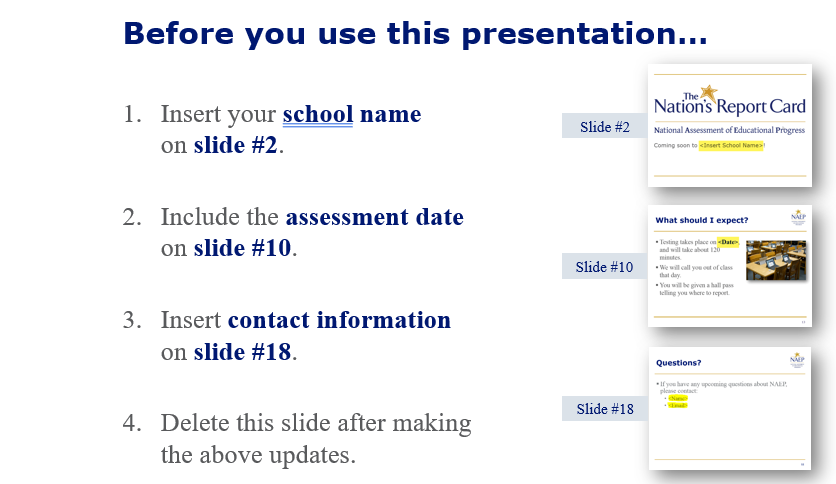 Before you use this presentation...
1. Insert your school name
on slide #2.
2. Include the assessment date
on slide #10.
3. Insert contact information
on slide #18.
4. Delete this slide after making
the above updates.
Slide #2
The
Nation's Report Card
National Assessment of Educational Progress
Coming soon to <Insert School Name>!
Slide #10
What should I expect?
NAEP
• Testing takes place on <Date>,
and will take about 120
minutes.
• We will call you out of class
that day.
• You will be given a hall pass
telling you where to report.
Slide #18
Questions?
NAEP
• If you have any upcoming questions about NAEP,
please contact:
• <Name>
• <Email>